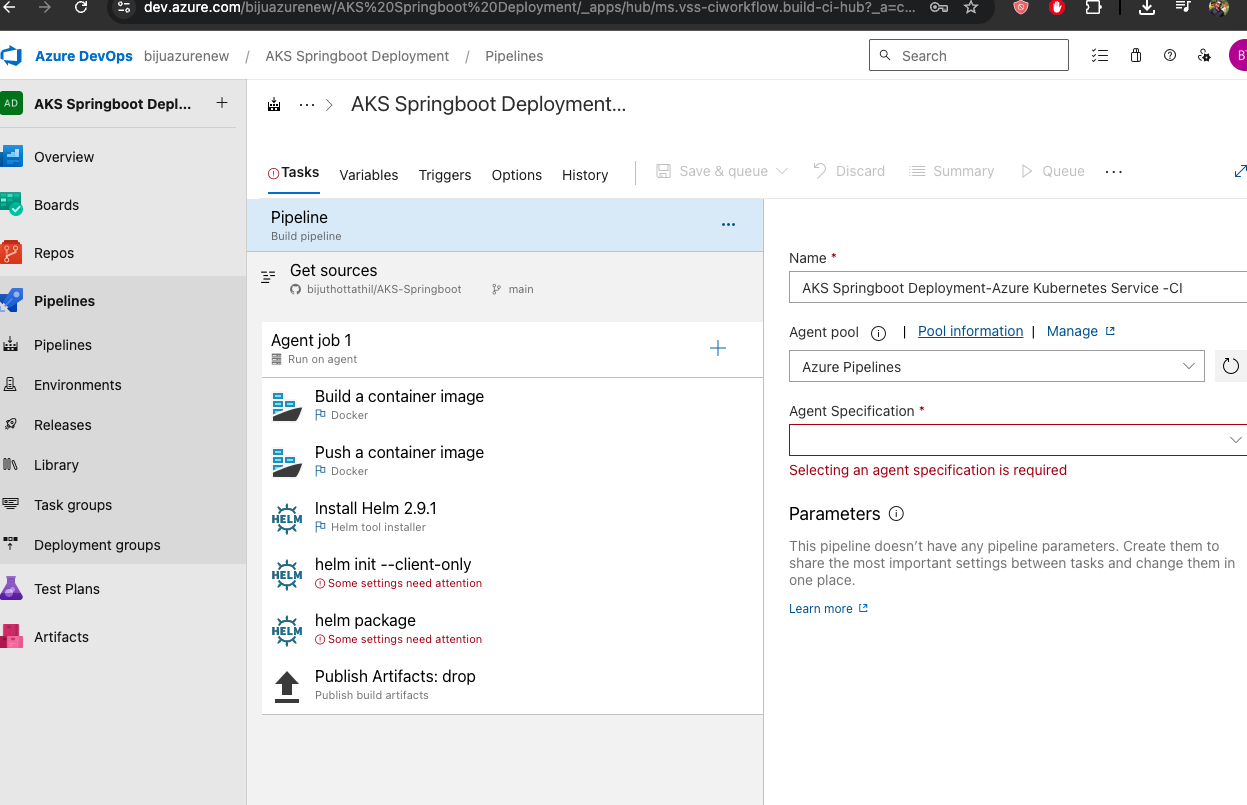 dev.azure.com/bijuazurenew/AKS%20Springboot%20Deployment/_apps/hub/ms.vss-ciworkflow.build-ci-hub?_a=c...
Azure DevOps bijuazurenew / AKS Springboot Deployment / Pipelines
Search
B
AD AKS Springboot Depl... +
AKS Springboot Deployment...
Overview
Boards
Repos
Pipelines
Pipelines
Environments
Releases
Library
Task groups
Deployment groups
Test Plans
Artifacts
Tasks Variables Triggers Options History Save & queue Discard Summary Queue ...
Pipeline
Build pipeline
Get sources
bijuthottathil/AKS-Springboot main
Agent job 1
Run on agent
Build a container image
Docker
Push a container image
Docker
Install Helm 2.9.1
Helm tool installer
HELM
helm init --client-only
Some settings need attention
HELM
helm package
Some settings need attention
HELM
Publish Artifacts: drop
Publish build artifacts
Name *
AKS Springboot Deployment-Azure Kubernetes Service -CI
Agent pool | Pool information | Manage
Azure Pipelines
Agent Specification *
Selecting an agent specification is required
Parameters
This pipeline doesn't have any pipeline parameters. Create them to
share the most important settings between tasks and change them in
one place.
Learn more